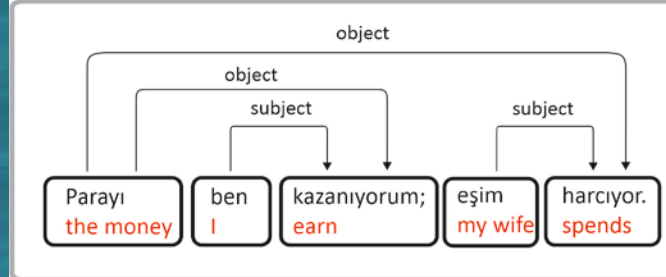 object
object
subject subject
Parayı ben kazanıyorum; eşim harcıyor.
the money I earn my wife spends